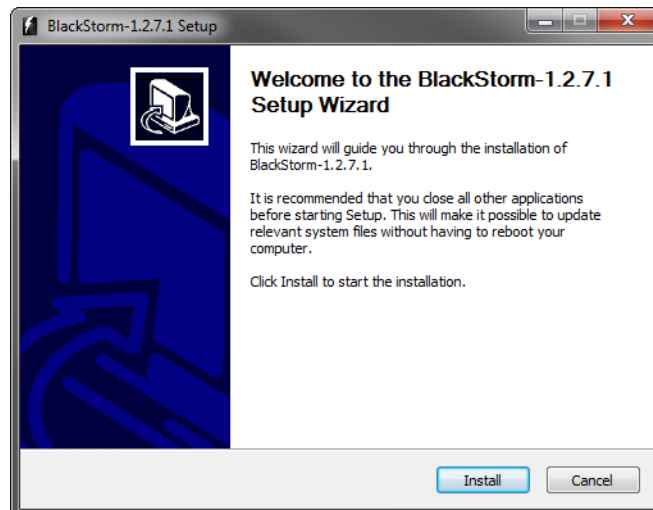 BlackStorm-1.2.7.1 Setup
Welcome to the BlackStorm-1.2.7.1
Setup Wizard
This wizard will guide you through the installation of
BlackStorm-1.2.7.1.
It is recommended that you close all other applications
before starting Setup. This will make it possible to update
relevant system files without having to reboot your
computer.
Click Install to start the installation.
Install
Cancel